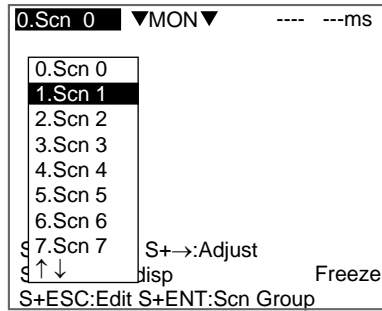 0.Scn 0 ▼MON▼ ---- ---ms
0.Scn 0
1.Scn 1
2.Scn 2
3.Scn 3
4.Scn 4
5.Scn 5
6.Scn 6
7.Scn 7
↑↓
S S+→:Adjust
S disp Freeze
S+ESC:Edit S+ENT:Scn Group